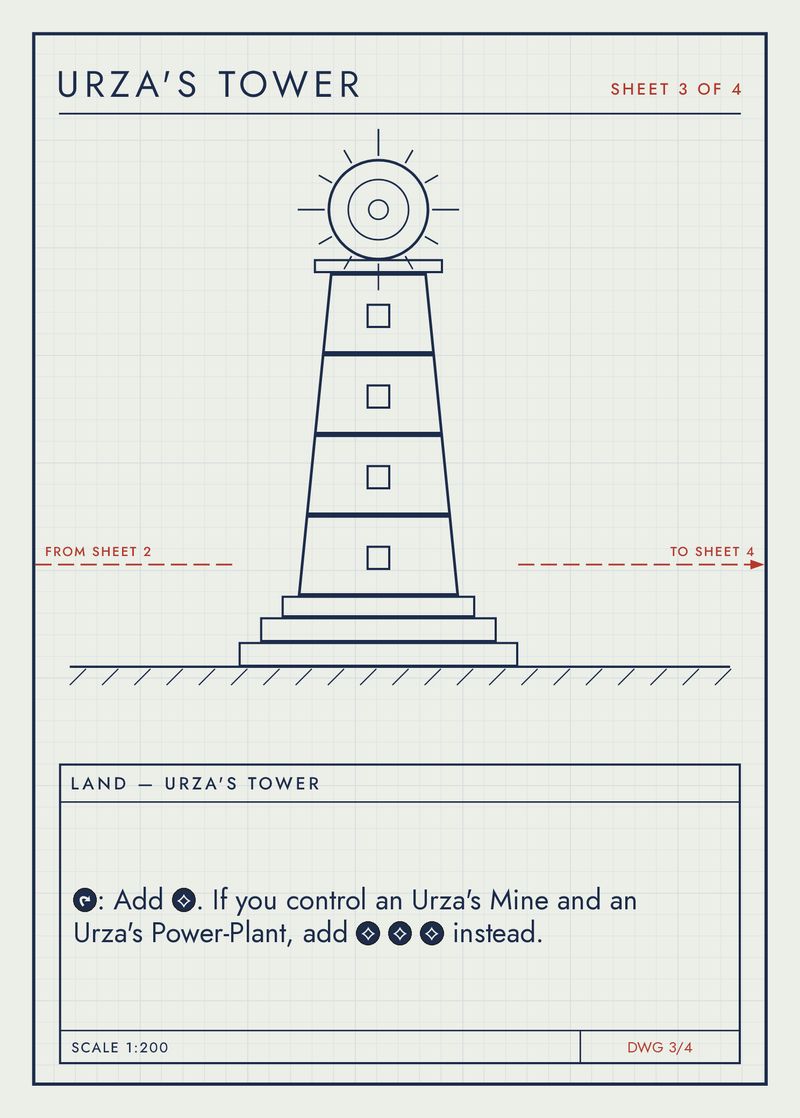 URZA'S TOWER
SHEET 3 OF 4
FROM SHEET 2
TO SHEET 4
LAND — URZA'S TOWER
: Add . If you control an Urza's Mine and an
Urza's Power-Plant, add instead.
SCALE 1:200
DWG 3/4